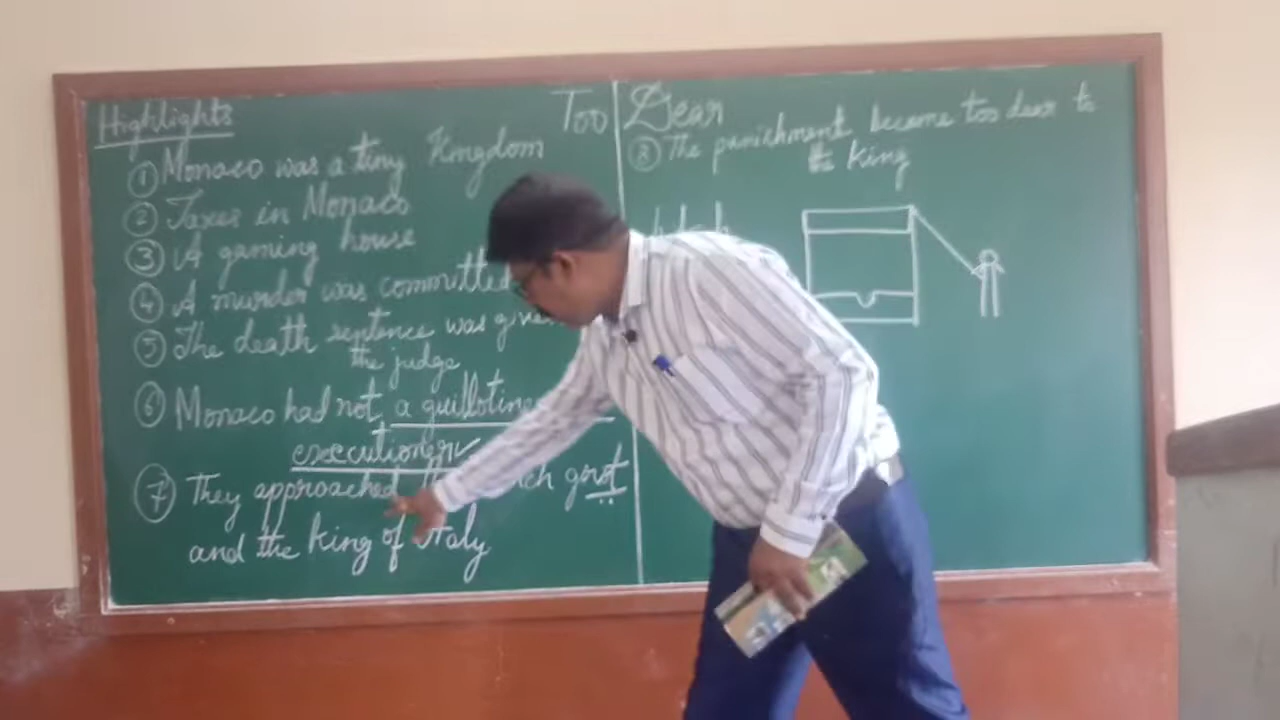 Highlights
Too Dear
① Monaco was a tiny Kingdom
② Taxes in Monaco
③ A gaming house
④ A murder was committed
⑤ The death sentence was given
the judge
⑥ Monaco had not a guillotine
executioner
⑦ They approached govt
and the king of Italy
⑧ The punishment became too dear to
the King